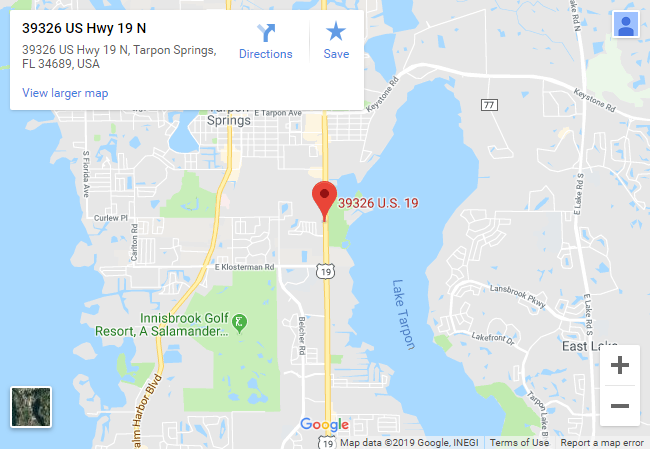 39326 US Hwy 19 N
39326 US Hwy 19 N, Tarpon Springs,
FL 34689, USA
Directions
Save
View larger map
Tarpon
Springs
E Tarpon Ave
Keystone Rd
77
Keystone Rd
S Florida Ave
E Lake Rd S
39326 U.S. 19
Curlew Pl
Carlton Rd
E Klosterman Rd
19
Lake Tarpon
Lansbrook Pkwy
Innisbrook Golf
Resort, A Salamander...
Belcher Rd
E Lake Rd S
Lakefront Dr
East Lake
alm Harbor Blvd
Tarpon Lake B
Google
19
Map data ©2019 Google, INEGI
Terms of Use
Report a map error